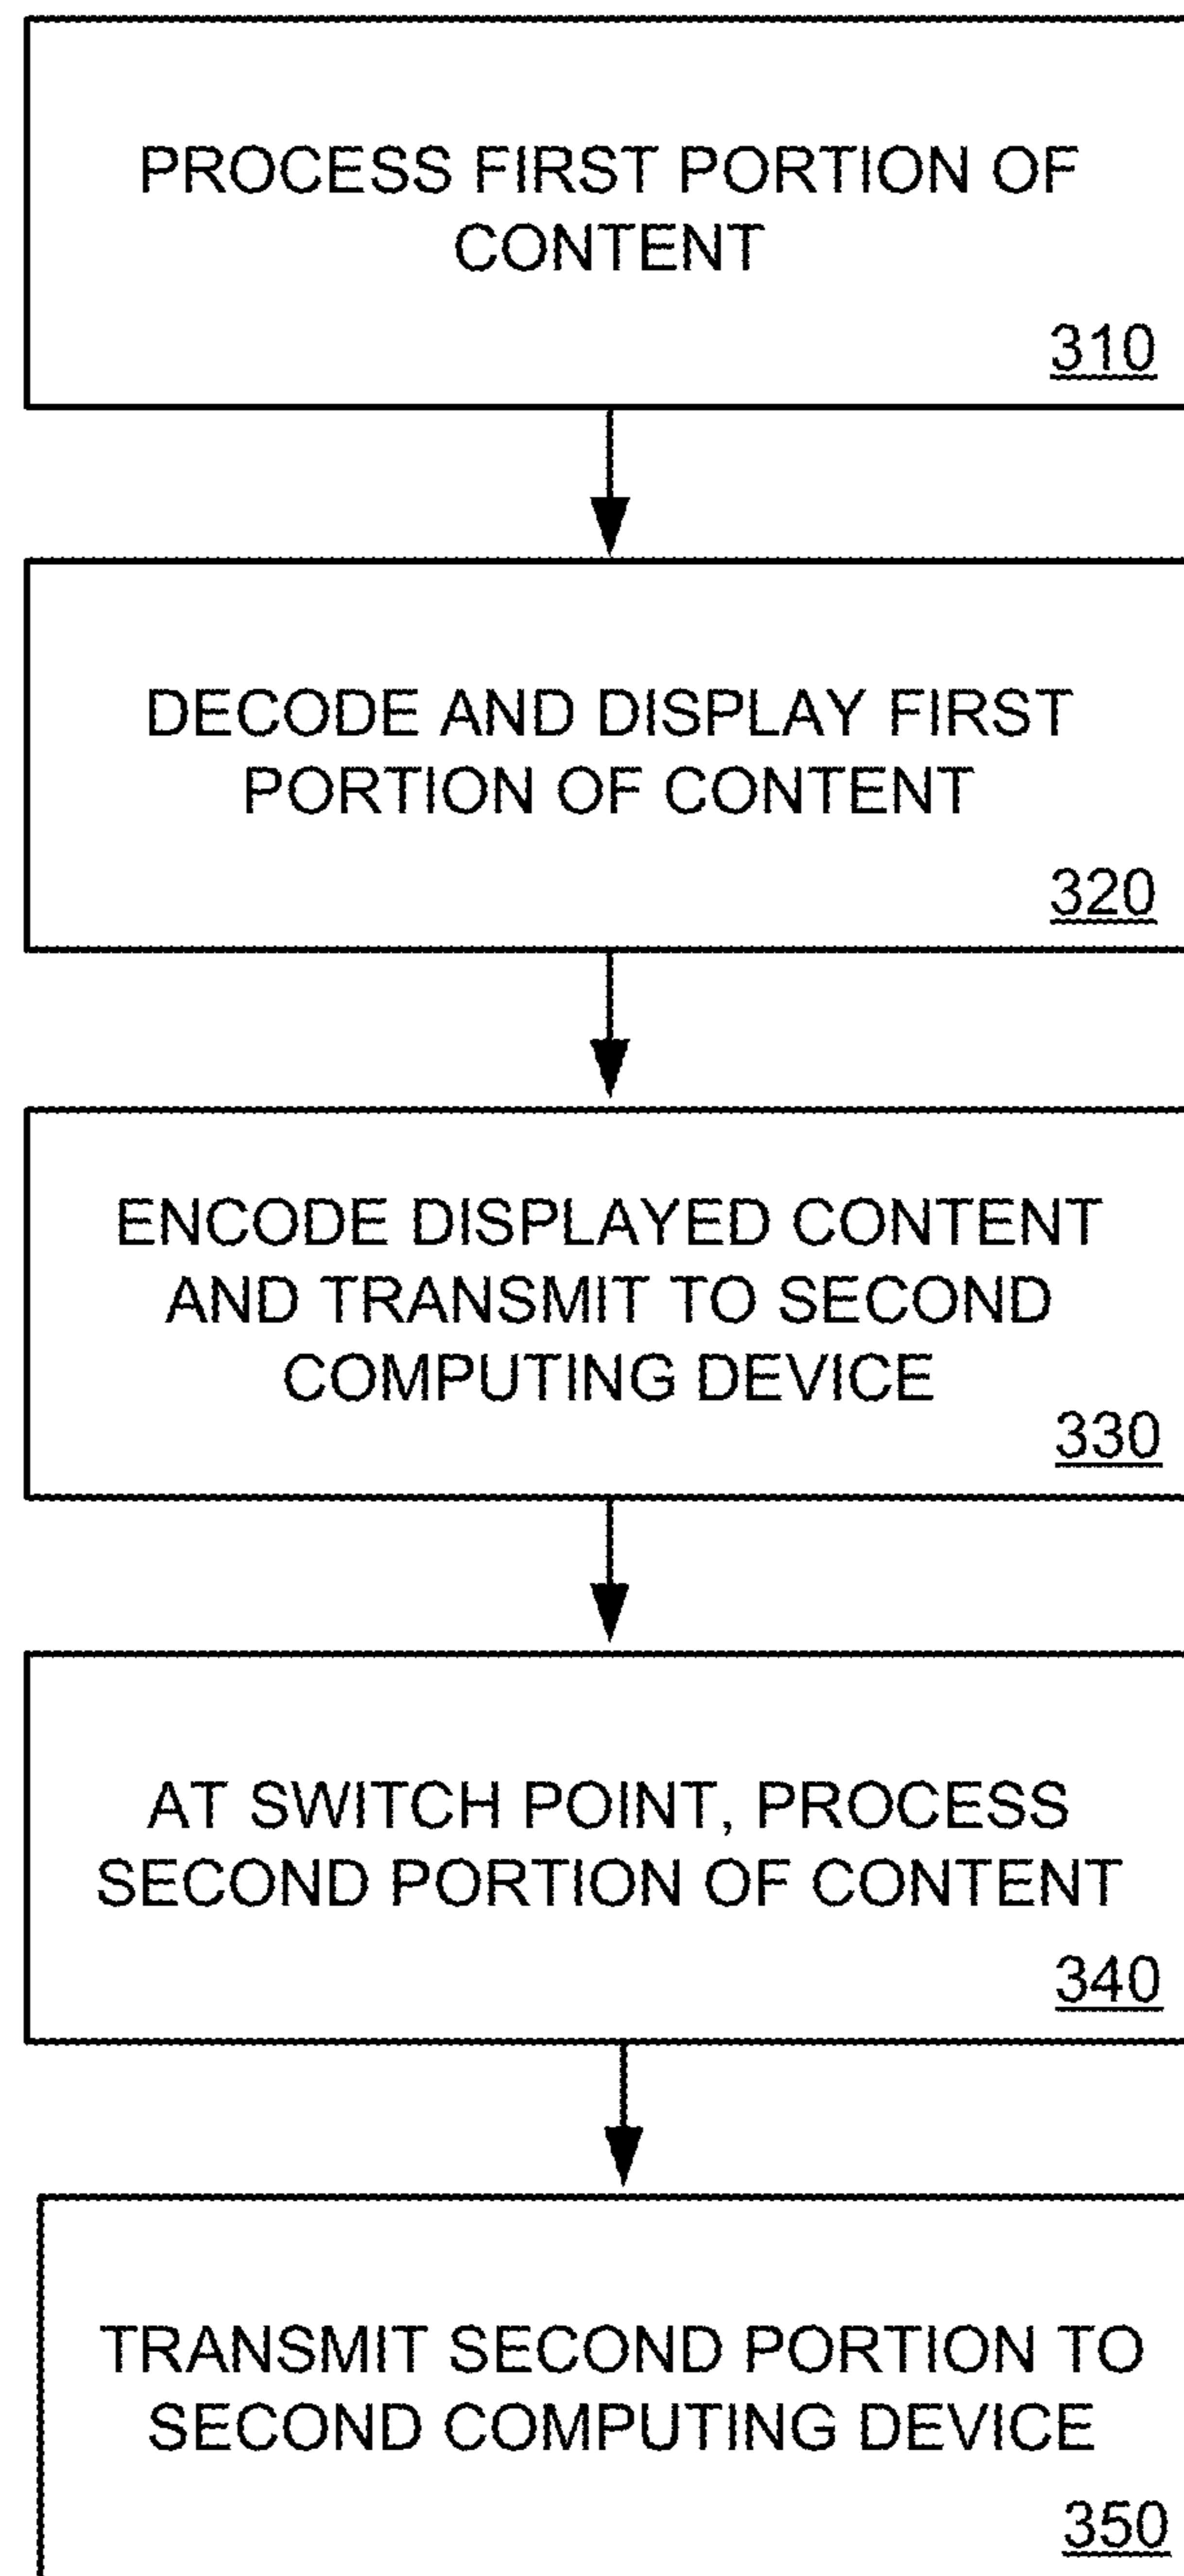 PROCESS FIRST PORTION OF
CONTENT
310
DECODE AND DISPLAY FIRST
PORTION OF CONTENT
320
ENCODE DISPLAYED CONTENT
AND TRANSMIT TO SECOND
COMPUTING DEVICE
330
AT SWITCH POINT, PROCESS
SECOND PORTION OF CONTENT
340
TRANSMIT SECOND PORTION TO
SECOND COMPUTING DEVICE
350